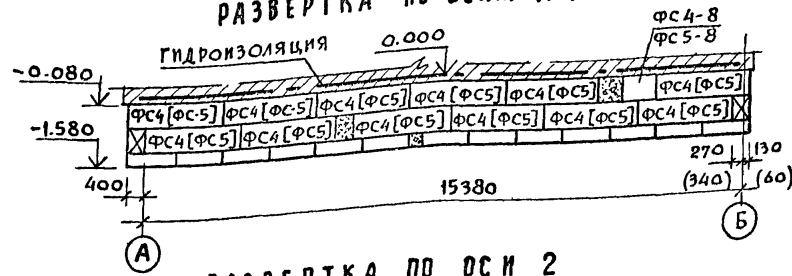 РАЗВЕРТКА ПО
ФС4-8
ФС5-8
ГИДРОИЗОЛЯЦИЯ
0.000
-0.080
ФС4[ФС-5] ФС4[ФС-5] ФС4[ФС5] ФС4[ФС5] ФС4[ФС5] ФС4[ФС5]
-1.580
ФС4[ФС5] ФС4[ФС5] ФС4[ФС5] ФС4[ФС5] ФС4[ФС5] ФС4[ФС5]
400
15380
270
130
(340)
(60)
А
Б
РАЗВЕРТКА ПО ОСИ 2